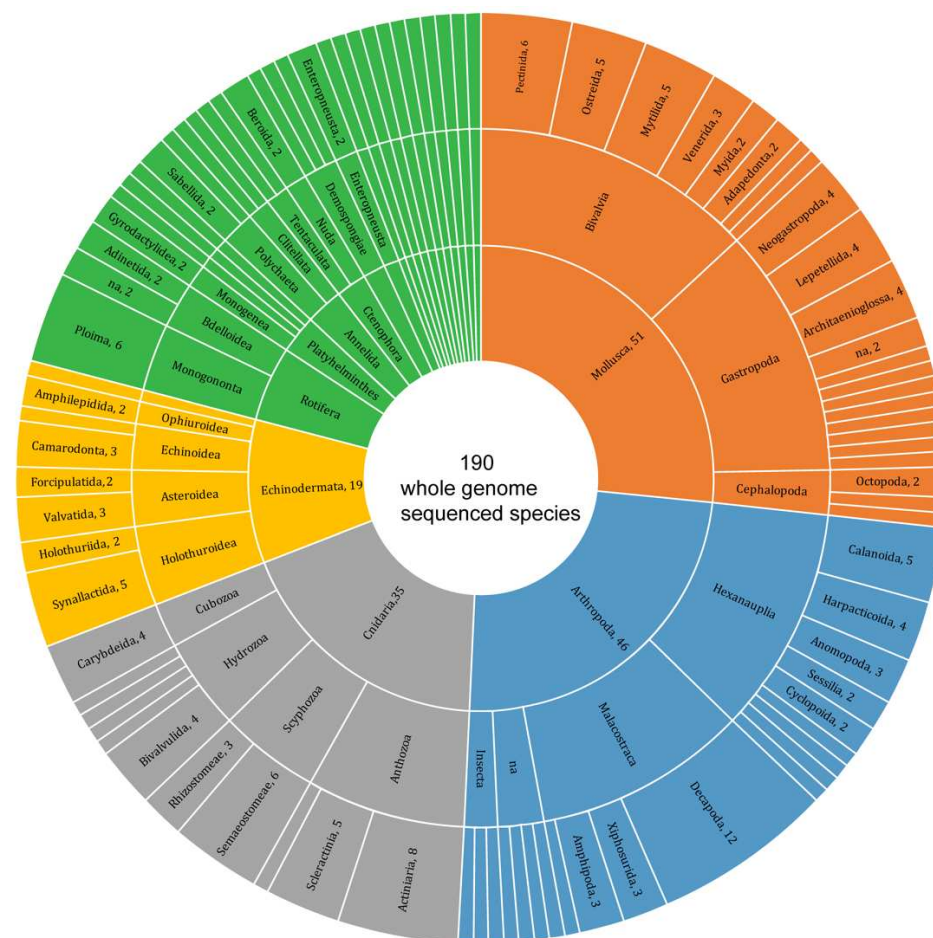 190
whole genome
sequenced species
Mollusca, 51
Arthropoda, 46
Cnidaria,35
Echinodermata, 19
Rotifera
Platyhelminthes
Annelida
Ctenophora
Bivalvia
Gastropoda
Cephalopoda
Hexanauplia
Malacostraca
na
Insecta
Anthozoa
Scyphozoa
Hydrozoa
Cubozoa
Holothuroidea
Asteroidea
Echinoidea
Ophiuroidea
Monogononta
Bdelloidea
Monogenea
Polychaeta
Clitellata
Tentaculata
Nuda
Demospongiae
Enteropneusta
Pectinida, 6
Ostreida, 5
Mytilida, 5
Venerida, 3
Myida, 2
Adapedonta, 2
Neogastropoda, 4
Lepetellida, 4
Architaenioglossa, 4
na, 2
Octopoda, 2
Calanoida, 5
Harpacticoida, 4
Anomopoda, 3
Sessilia, 2
Cyclopoida, 2
Decapoda, 12
Xiphosurida, 3
Amphipoda, 3
Actiniaria, 8
Scleractinia, 5
Semaeostomeae, 6
Rhizostomeae, 3
Bivalvulida, 4
Carybdeida,4
Synallactida, 5
Holothuriida, 2
Valvatida, 3
Forcipulatida,2
Camarodonta, 3
Amphilepidida, 2
Ploima, 6
na, 2
Adinetida, 2
Gyrodactylidea, 2
Sabellida, 2
Beroida, 2
Enteropneusta, 2